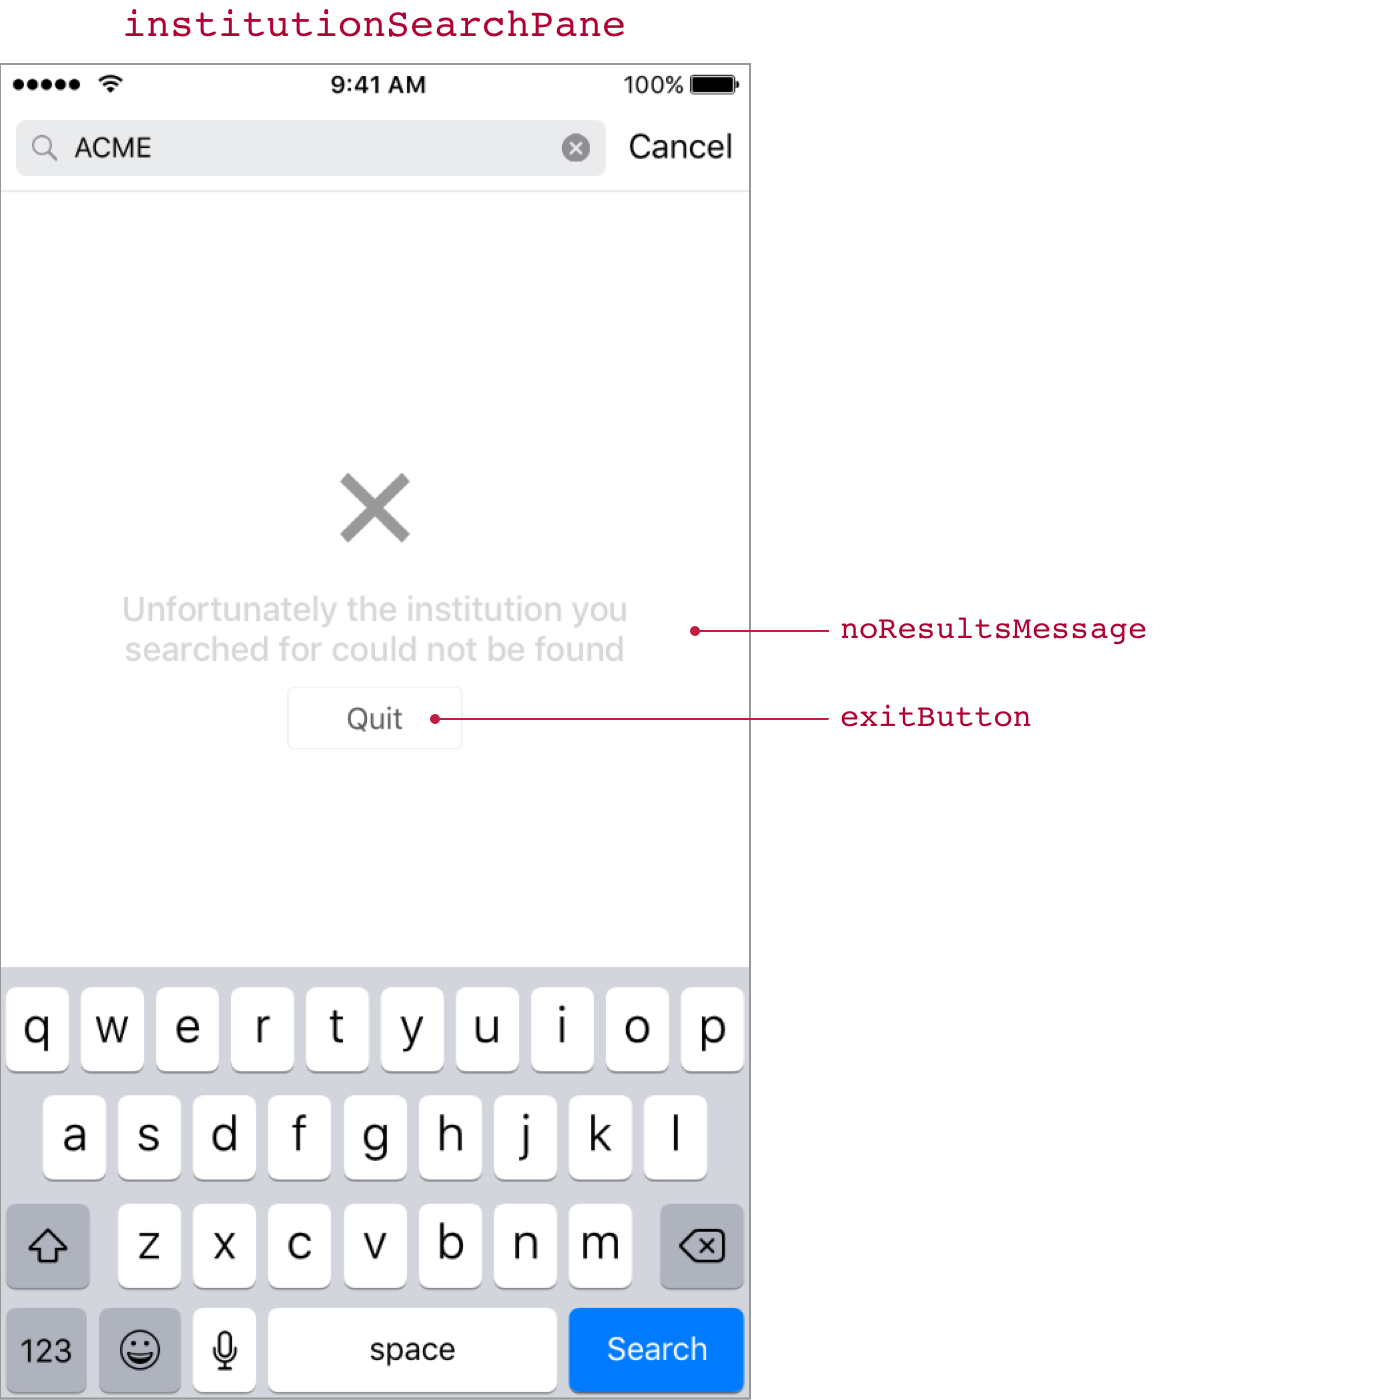 institutionSearchPane
9:41 AM
100%
ACME
Cancel
Unfortunately the institution you
searched for could not be found
noResultsMessage
Quit
exitButton
q w e r t y u i o p
a s d f g h j k l
z x c v b n m
123
space
Search